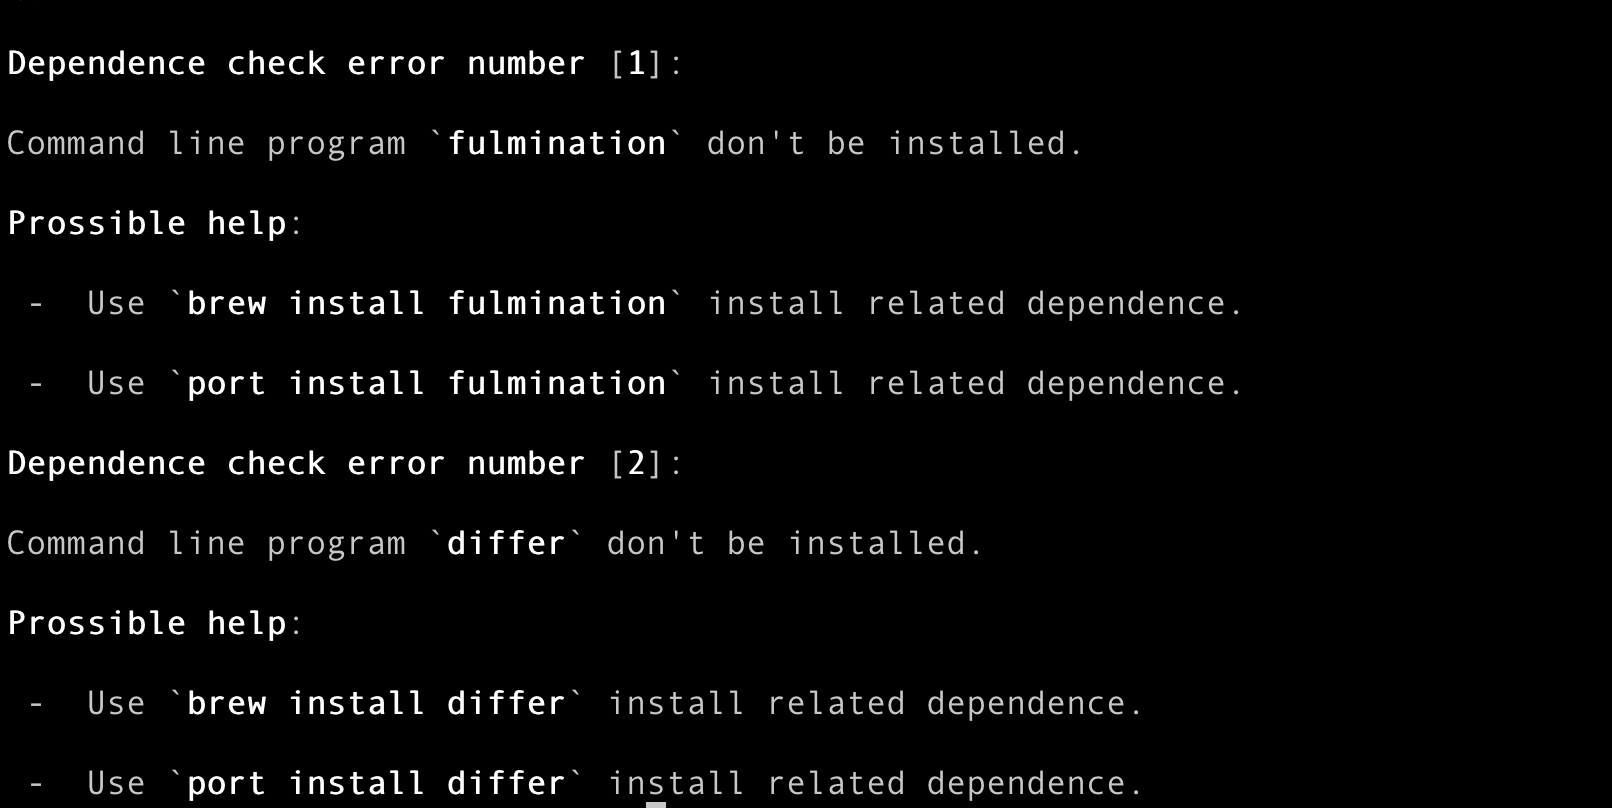 Dependence check error number [1]:
Command line program `fulmination` don't be installed.
Prossible help:
-  Use `brew install fulmination` install related dependence.
-  Use `port install fulmination` install related dependence.
Dependence check error number [2]:
Command line program `differ` don't be installed.
Prossible help:
-  Use `brew install differ` install related dependence.
-  Use `port install differ` install related dependence.